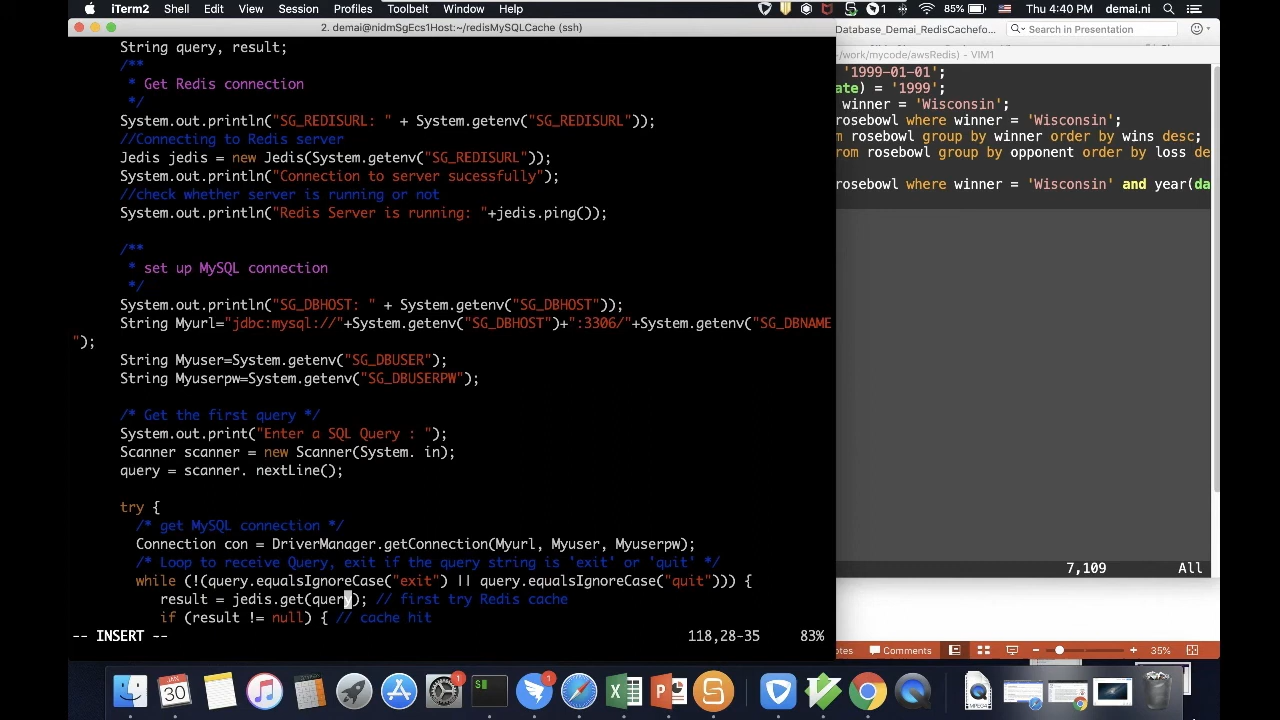 iTerm2 Shell Edit View Session Profiles Toolbelt Window Help 1 85% Thu 4:40 PM demai.ni
2. demai@nidmSgEcs1Host:~/redisMySQLCache (ssh)
String query, result;
/**
* Get Redis connection
*/
System.out.println("SG_REDISURL: " + System.getenv("SG_REDISURL"));
//Connecting to Redis server
Jedis jedis = new Jedis(System.getenv("SG_REDISURL"));
System.out.println("Connection to server sucessfully");
//check whether server is running or not
System.out.println("Redis Server is running: "+jedis.ping());
/**
* set up MySQL connection
*/
System.out.println("SG_DBHOST: " + System.getenv("SG_DBHOST"));
String Myurl="jdbc:mysql://"+System.getenv("SG_DBHOST")+":3306/"+System.getenv("SG_DBNAME
");
String Myuser=System.getenv("SG_DBUSER");
String Myuserpw=System.getenv("SG_DBUSERPW");
/* Get the first query */
System.out.print("Enter a SQL Query : ");
Scanner scanner = new Scanner(System. in);
query = scanner. nextLine();
try {
/* get MySQL connection */
Connection con = DriverManager.getConnection(Myurl, Myuser, Myuserpw);
/* Loop to receive Query, exit if the query string is 'exit' or 'quit' */
while (!(query.equalsIgnoreCase("exit") || query.equalsIgnoreCase("quit"))) {
result = jedis.get(query); // first try Redis cache
if (result != null) { // cache hit
-- INSERT -- 118,28-35 83%
Database_Demai_RedisCachefo Search in Presentation
~/work/mycode/awsRedis) - VIM1
'1999-01-01';
ate) = '1999';
winner = 'Wisconsin';
rosebowl where winner = 'Wisconsin';
m rosebowl group by winner order by wins desc;
rom rosebowl group by opponent order by loss de
rosebowl where winner = 'Wisconsin' and year(da
7,109 All
otes Comments 35%
JAN
30
1
1